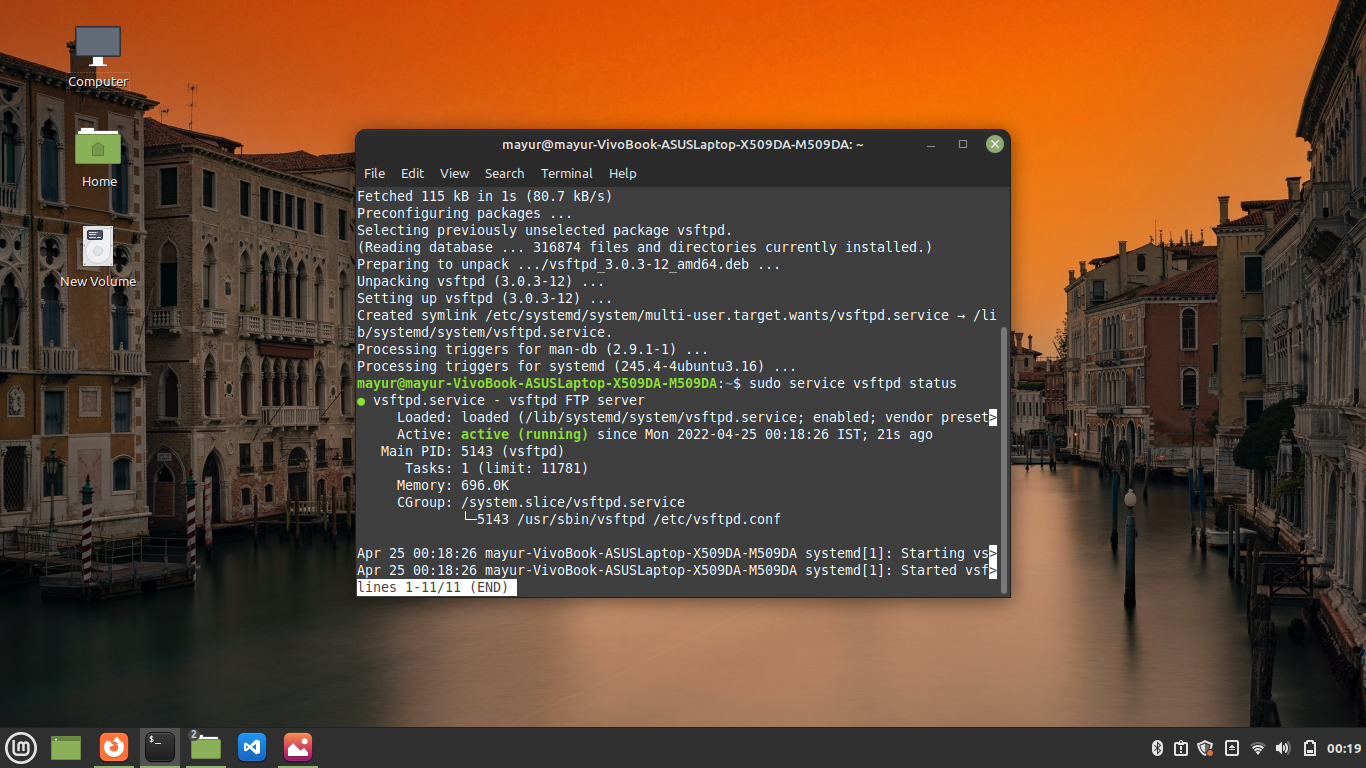 Computer
Home
New Volume
mayur@mayur-VivoBook-ASUSLaptop-X509DA-M509DA: ~
File Edit View Search Terminal Help
Fetched 115 kB in 1s (80.7 kB/s)
Preconfiguring packages ...
Selecting previously unselected package vsftpd.
(Reading database ... 316874 files and directories currently installed.)
Preparing to unpack .../vsftpd_3.0.3-12_amd64.deb ...
Unpacking vsftpd (3.0.3-12) ...
Setting up vsftpd (3.0.3-12) ...
Created symlink /etc/systemd/system/multi-user.target.wants/vsftpd.service → /li
b/systemd/system/vsftpd.service.
Processing triggers for man-db (2.9.1-1) ...
Processing triggers for systemd (245.4-4ubuntu3.16) ...
mayur@mayur-VivoBook-ASUSLaptop-X509DA-M509DA:~$ sudo service vsftpd status
● vsftpd.service - vsftpd FTP server
Loaded: loaded (/lib/systemd/system/vsftpd.service; enabled; vendor preset>
Active: active (running) since Mon 2022-04-25 00:18:26 IST; 21s ago
Main PID: 5143 (vsftpd)
Tasks: 1 (limit: 11781)
Memory: 696.0K
CGroup: /system.slice/vsftpd.service
└─5143 /usr/sbin/vsftpd /etc/vsftpd.conf
Apr 25 00:18:26 mayur-VivoBook-ASUSLaptop-X509DA-M509DA systemd[1]: Starting vs>
Apr 25 00:18:26 mayur-VivoBook-ASUSLaptop-X509DA-M509DA systemd[1]: Started vsf>
lines 1-11/11 (END)
$_
2
00:19